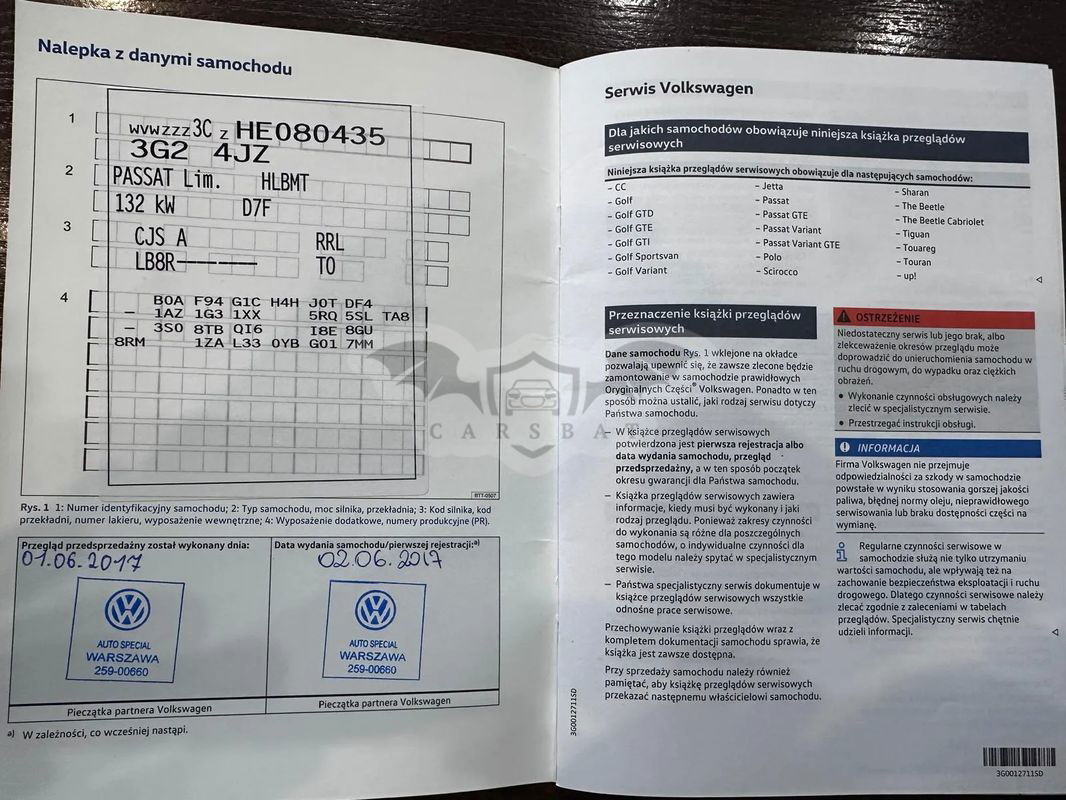 Nalepka z danymi samochodu
1
wvwzzz3C z HE080435
3G2 4JZ
2
PASSAT Lim. HLBMT
132 kW D7F
3
CJS A RRL
LB8R------- TO
4
B0A F94 G1C H4H J0T DF4
– 1AZ 1G3 1XX 5RQ 5SL TA8
– 3S0 8TB QI6 I8E 8GU
8RM 1ZA L33 0YB G01 7MM
BTT-0507
Rys. 1 1: Numer identyfikacyjny samochodu; 2: Typ samochodu, moc silnika, przekładnia; 3: Kod silnika, kod
przekładni, numer lakieru, wyposażenie wewnętrzne; 4: Wyposażenie dodatkowe, numery produkcyjne (PR).
Przegląd przedsprzedażny został wykonany dnia:
01.06.2017
AUTO SPECIAL
WARSZAWA
259-00660
Pieczątka partnera Volkswagen
Data wydania samochodu/pierwszej rejestracji:a)
02.06.2017
AUTO SPECIAL
WARSZAWA
259-00660
Pieczątka partnera Volkswagen
a) W zależności, co wcześniej nastąpi.
Serwis Volkswagen
Dla jakich samochodów obowiązuje niniejsza książka przeglądów
serwisowych
Niniejsza książka przeglądów serwisowych obowiązuje dla następujących samochodów:
– CC
– Golf
– Golf GTD
– Golf GTE
– Golf GTI
– Golf Sportsvan
– Golf Variant
– Jetta
– Passat
– Passat GTE
– Passat Variant
– Passat Variant GTE
– Polo
– Scirocco
– Sharan
– The Beetle
– The Beetle Cabriolet
– Tiguan
– Touareg
– Touran
– up!
Przeznaczenie książki przeglądów
serwisowych
Dane samochodu Rys. 1 wklejone na okładce
pozwalają upewnić się, że zawsze zlecone będzie
zamontowanie w samochodzie prawidłowych
Oryginalnych Części® Volkswagen. Ponadto w ten
sposób można ustalić, jaki rodzaj serwisu dotyczy
Państwa samochodu.
– W książce przeglądów serwisowych
potwierdzona jest pierwsza rejestracja albo
data wydania samochodu, przegląd
przedsprzedażny, a w ten sposób początek
okresu gwarancji dla Państwa samochodu.
– Książka przeglądów serwisowych zawiera
informacje, kiedy musi być wykonany i jaki
rodzaj przeglądu. Ponieważ zakresy czynności
do wykonania są różne dla poszczególnych
samochodów, o indywidualne czynności dla
tego modelu należy spytać w specjalistycznym
serwisie.
– Państwa specjalistyczny serwis dokumentuje w
książce przeglądów serwisowych wszystkie
odnośne prace serwisowe.
Przechowywanie książki przeglądów wraz z
kompletem dokumentacji samochodu sprawia, że
książka jest zawsze dostępna.
Przy sprzedaży samochodu należy również
pamiętać, aby książkę przeglądów serwisowych
przekazać następnemu właścicielowi samochodu.
OSTRZEŻENIE
Niedostateczny serwis lub jego brak, albo
zlekceważenie okresów przeglądu może
doprowadzić do unieruchomienia samochodu w
ruchu drogowym, do wypadku oraz ciężkich
obrażeń.
• Wykonanie czynności obsługowych należy
zlecić w specjalistycznym serwisie.
• Przestrzegać instrukcji obsługi.
INFORMACJA
Firma Volkswagen nie przejmuje
odpowiedzialności za szkody w samochodzie
powstałe w wyniku stosowania gorszej jakości
paliwa, błędnej normy oleju, nieprawidłowego
serwisowania lub braku dostępności części na
wymianę.
Regularne czynności serwisowe w
samochodzie służą nie tylko utrzymaniu
wartości samochodu, ale wpływają też na
zachowanie bezpieczeństwa eksploatacji i ruchu
drogowego. Dlatego czynności serwisowe należy
zlecać zgodnie z zaleceniami w tabelach
przeglądów. Specjalistyczny serwis chętnie
udzieli informacji.
3G0012711SD
3G0012711SD
CARSBAT